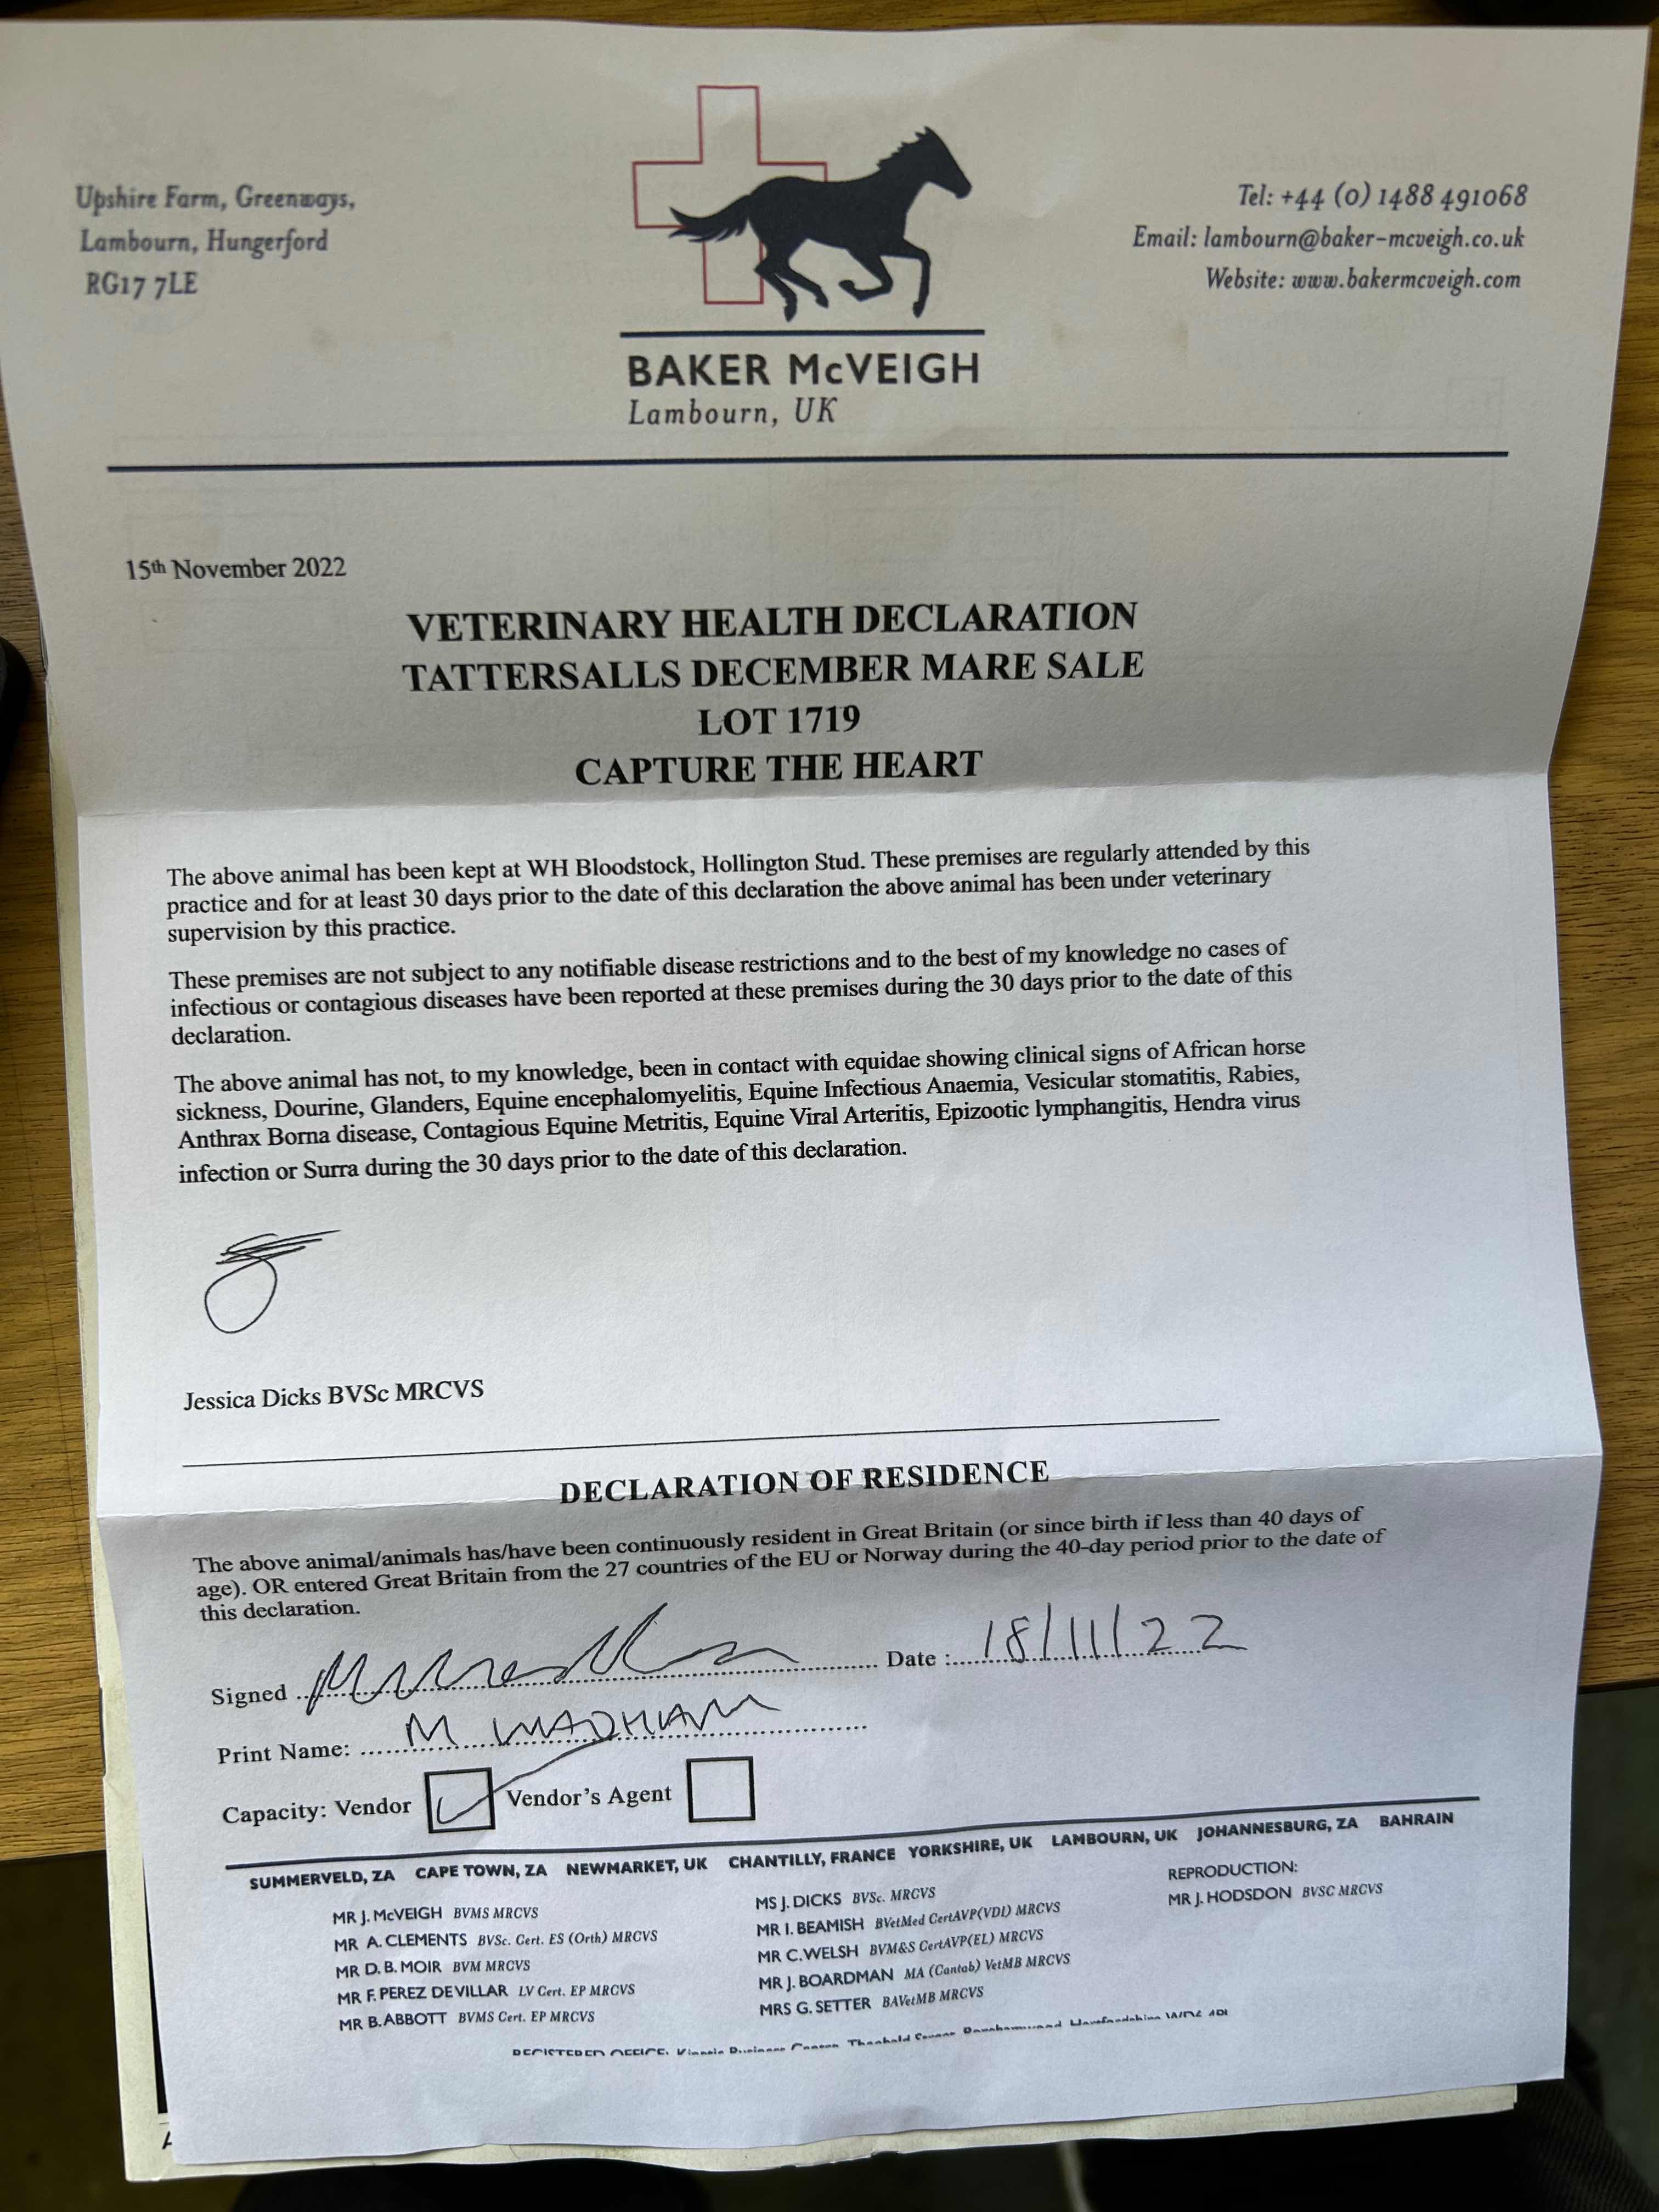 Upshire Farm, Greenways,
Lambourn, Hungerford
RG17 7LE
Tel: +44 (0) 1488 491068
Email: lambourn@baker-mcveigh.co.uk
Website: www.bakermcveigh.com
BAKER McVEIGH
Lambourn, UK
15th November 2022
VETERINARY HEALTH DECLARATION
TATTERSALLS DECEMBER MARE SALE
LOT 1719
CAPTURE THE HEART
The above animal has been kept at WH Bloodstock, Hollington Stud. These premises are regularly attended by this
practice and for at least 30 days prior to the date of this declaration the above animal has been under veterinary
supervision by this practice.
These premises are not subject to any notifiable disease restrictions and to the best of my knowledge no cases of
infectious or contagious diseases have been reported at these premises during the 30 days prior to the date of this
declaration.
The above animal has not, to my knowledge, been in contact with equidae showing clinical signs of African horse
sickness, Dourine, Glanders, Equine encephalomyelitis, Equine Infectious Anaemia, Vesicular stomatitis, Rabies,
Anthrax Borna disease, Contagious Equine Metritis, Equine Viral Arteritis, Epizootic lymphangitis, Hendra virus
infection or Surra during the 30 days prior to the date of this declaration.
Jessica Dicks BVSc MRCVS
DECLARATION OF RESIDENCE
The above animal/animals has/have been continuously resident in Great Britain (or since birth if less than 40 days of
age). OR entered Great Britain from the 27 countries of the EU or Norway during the 40-day period prior to the date of
this declaration.
Signed Date : 18/11/22
Print Name: M WADHAM
Capacity: Vendor Vendor's Agent
SUMMERVELD, ZA CAPE TOWN, ZA NEWMARKET, UK CHANTILLY, FRANCE YORKSHIRE, UK LAMBOURN, UK JOHANNESBURG, ZA BAHRAIN
MR J. McVEIGH BVMS MRCVS
MR A. CLEMENTS BVSc. Cert. ES (Orth) MRCVS
MR D. B. MOIR BVM MRCVS
MR F. PEREZ DE VILLAR LV Cert. EP MRCVS
MR B. ABBOTT BVMS Cert. EP MRCVS
MS J. DICKS BVSc. MRCVS
MR I. BEAMISH BVetMed CertAVP(VDI) MRCVS
MR C. WELSH BVM&S CertAVP(EL) MRCVS
MR J. BOARDMAN MA (Cantab) VetMB MRCVS
MRS G. SETTER BAVetMB MRCVS
REPRODUCTION:
MR J. HODSDON BVSC MRCVS
REGISTERED OFFICE: Business Theobald Street Hertfordshire